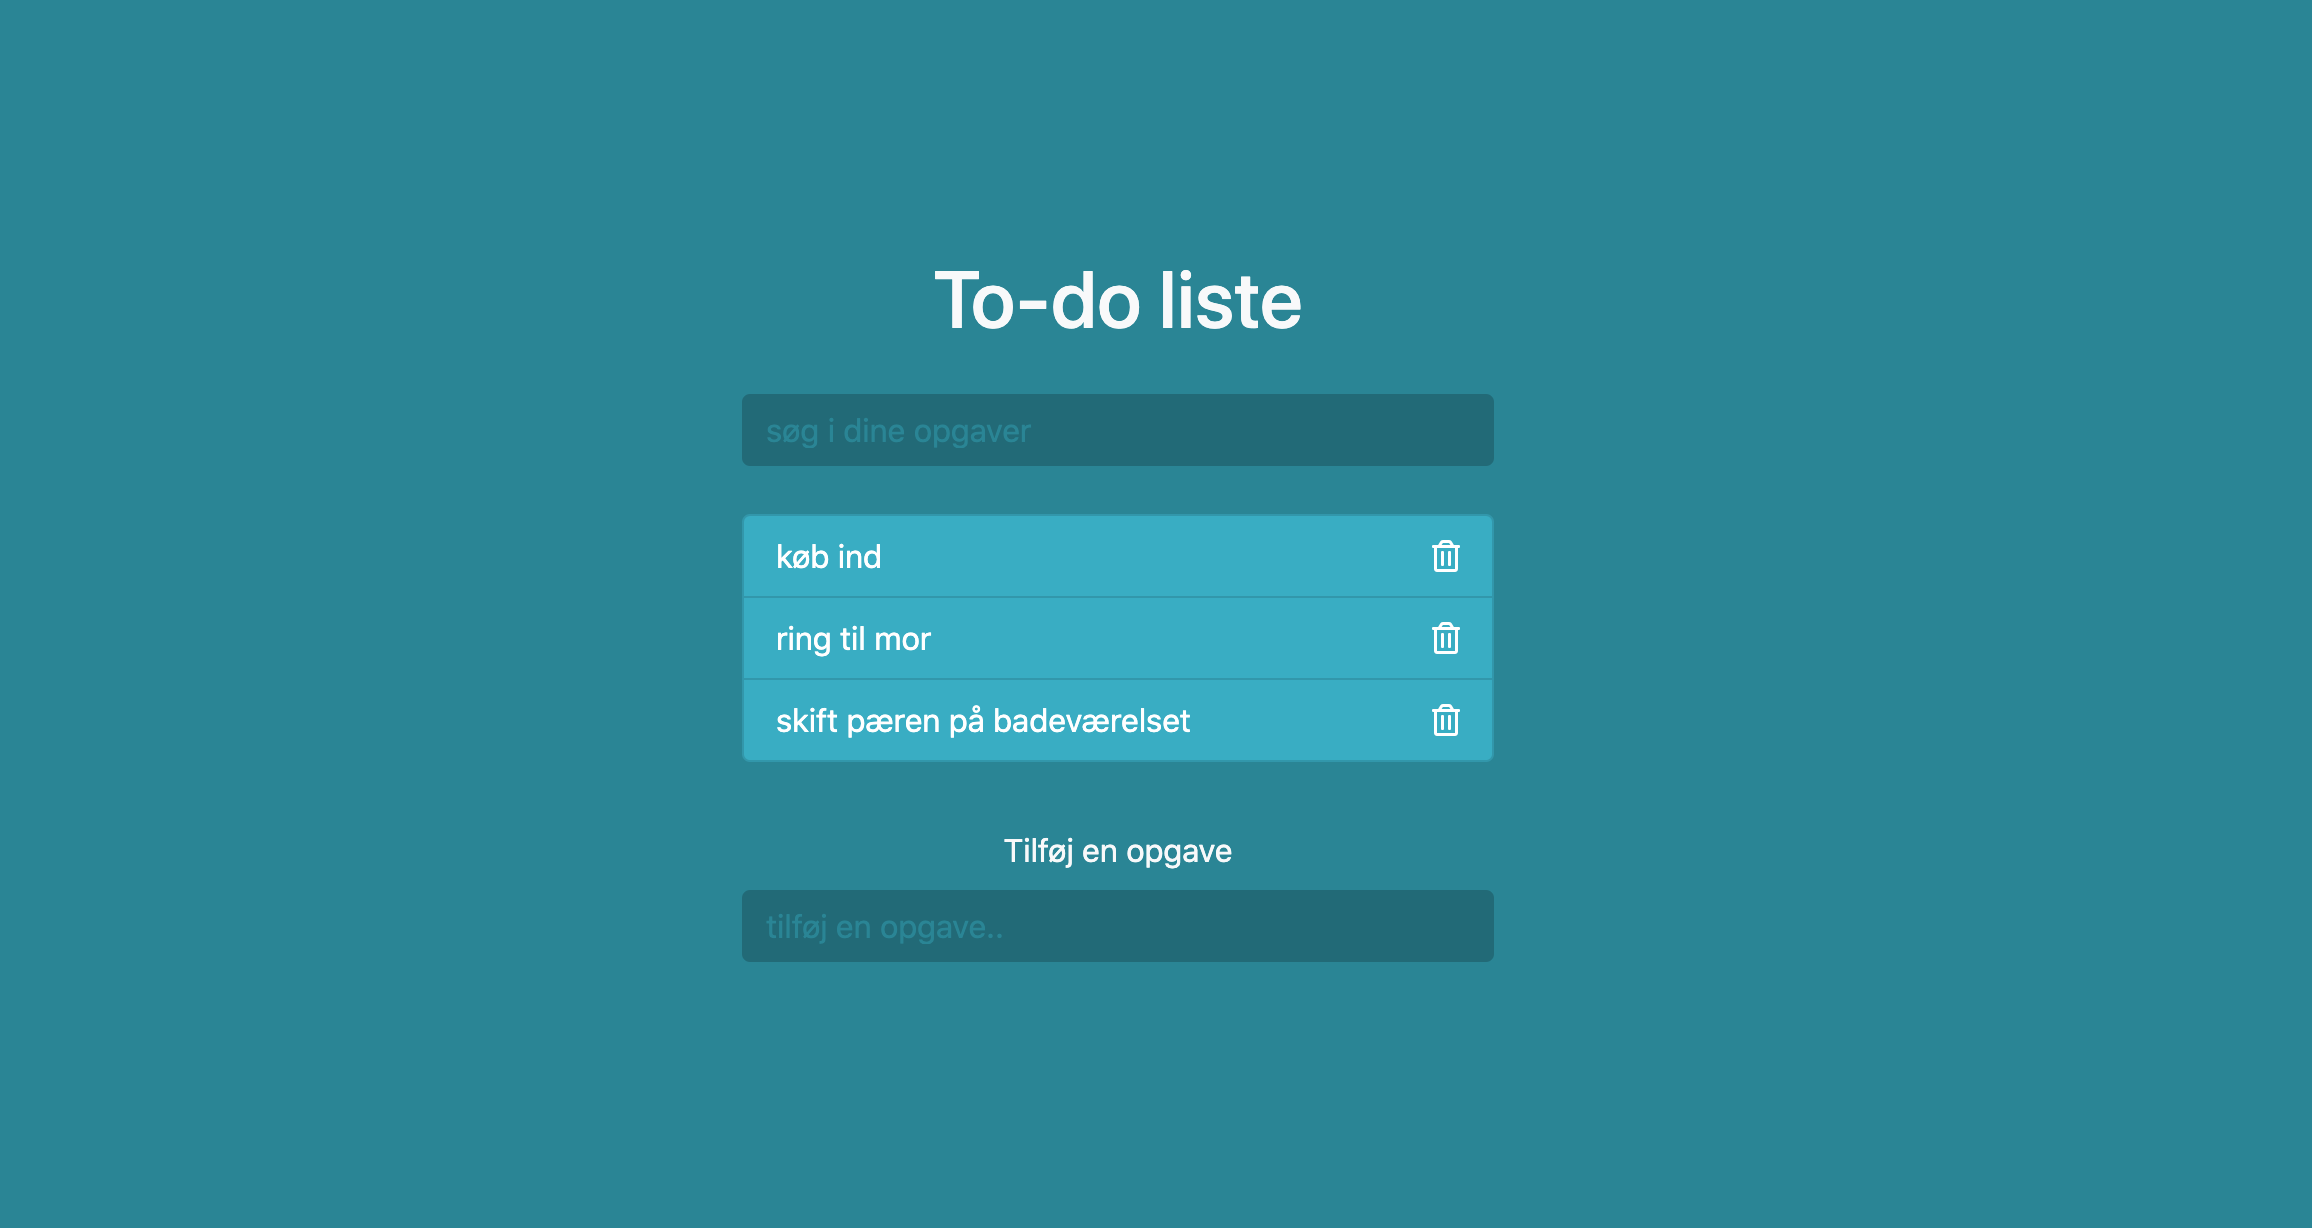 To-do liste
søg i dine opgaver
køb ind
ring til mor
skift pæren på badeværelset
Tilføj en opgave
tilføj en opgave..